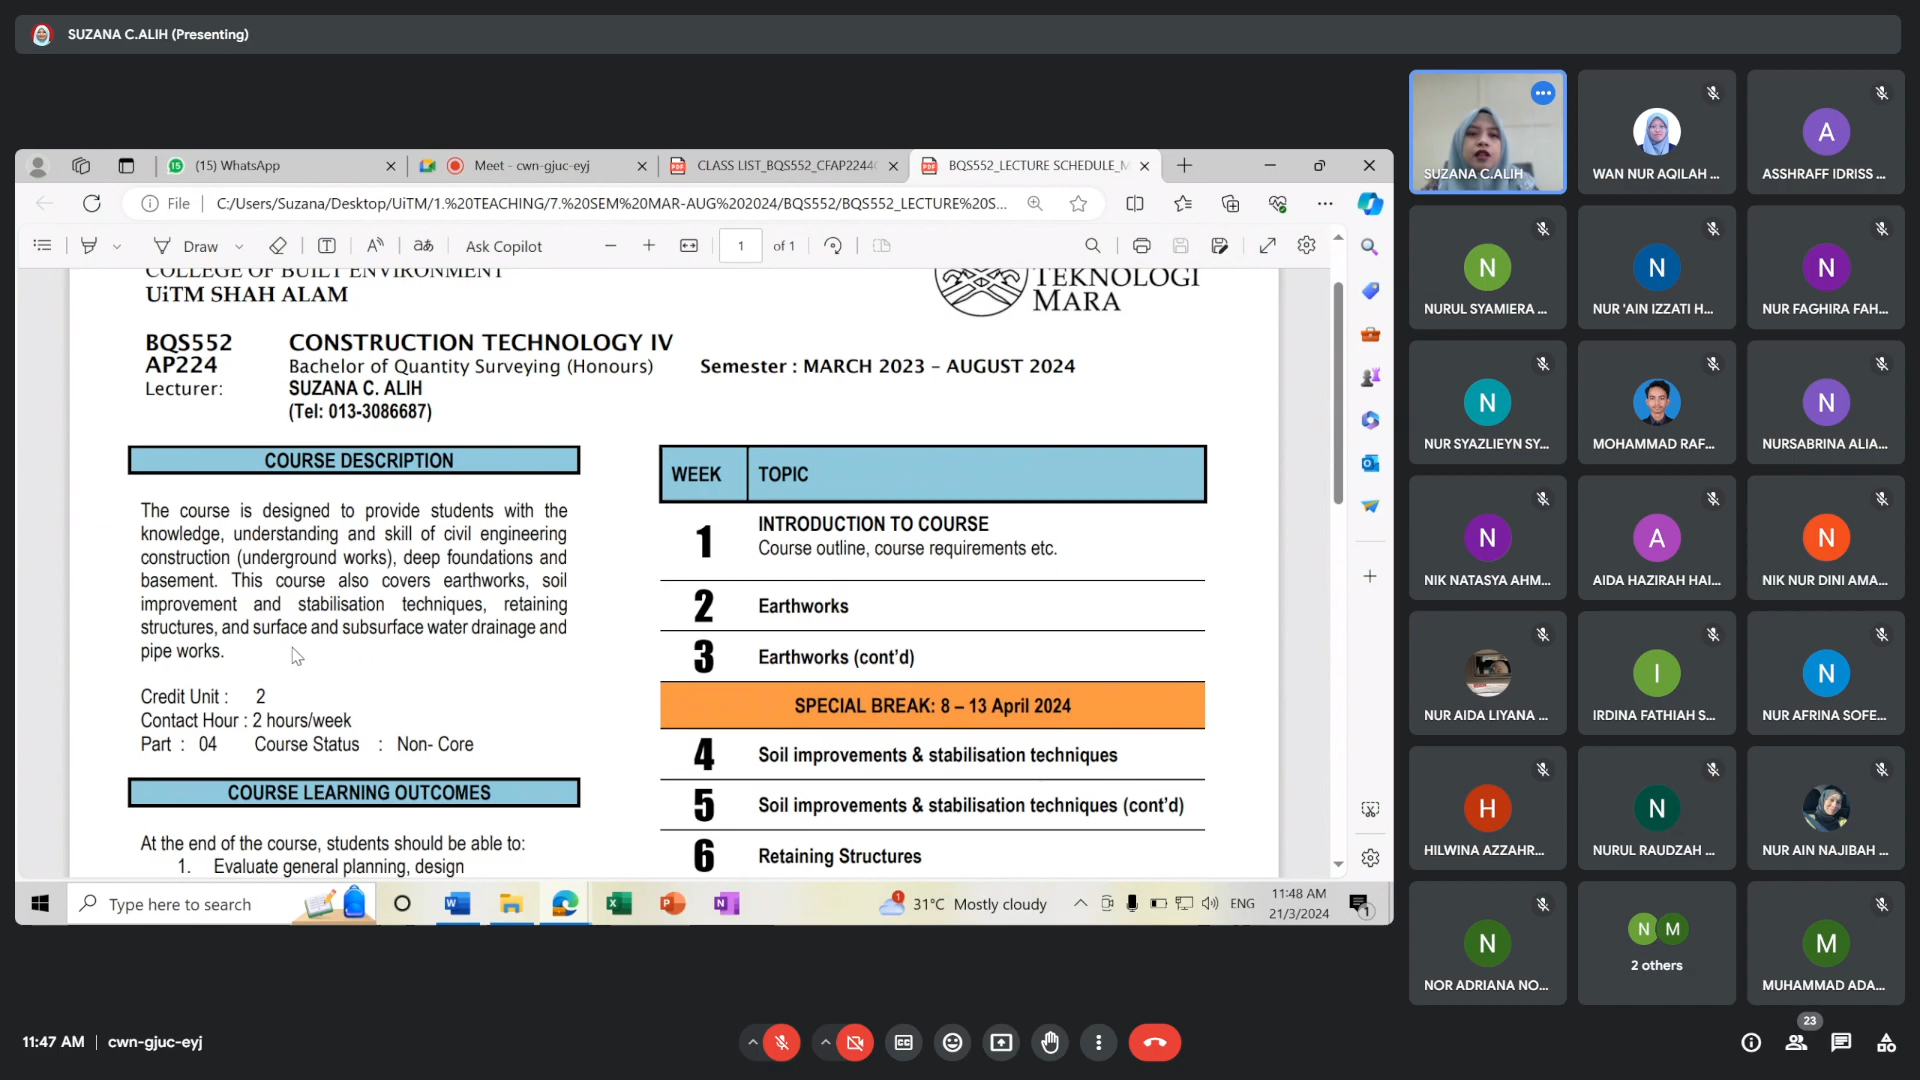 SUZANA C.ALIH (Presenting)
(15) WhatsApp
Meet - cwn-gjuc-eyj
CLASS LIST_BQS552_CFAP2244
BQS552_LECTURE SCHEDULE_M
File
C:/Users/Suzana/Desktop/UiTM/1.%20TEACHING/7.%20SEM%20MAR-AUG%202024/BQS552/BQS552_LECTURE%20S...
Draw
Ask Copilot
1
of 1
COLLEGE OF BUILT ENVIRONMENT
UiTM SHAH ALAM
TEKNOLOGI
MARA
BQS552 CONSTRUCTION TECHNOLOGY IV
AP224 Bachelor of Quantity Surveying (Honours) Semester : MARCH 2023 – AUGUST 2024
Lecturer: SUZANA C. ALIH
(Tel: 013-3086687)
COURSE DESCRIPTION
The course is designed to provide students with the
knowledge, understanding and skill of civil engineering
construction (underground works), deep foundations and
basement. This course also covers earthworks, soil
improvement and stabilisation techniques, retaining
structures, and surface and subsurface water drainage and
pipe works.
Credit Unit : 2
Contact Hour : 2 hours/week
Part : 04 Course Status : Non- Core
COURSE LEARNING OUTCOMES
At the end of the course, students should be able to:
1. Evaluate general planning, design
WEEK TOPIC
1 INTRODUCTION TO COURSE
Course outline, course requirements etc.
2 Earthworks
3 Earthworks (cont'd)
SPECIAL BREAK: 8 – 13 April 2024
4 Soil improvements & stabilisation techniques
5 Soil improvements & stabilisation techniques (cont'd)
6 Retaining Structures
Type here to search
31°C Mostly cloudy
ENG
11:48 AM
21/3/2024
1
SUZANA C.ALIH
WAN NUR AQILAH ...
ASSHRAFF IDRISS ...
NURUL SYAMIERA ...
NUR 'AIN IZZATI H...
NUR FAGHIRA FAH...
NUR SYAZLIEYN SY...
MOHAMMAD RAF...
NURSABRINA ALIA...
NIK NATASYA AHM...
AIDA HAZIRAH HAI...
NIK NUR DINI AMA...
NUR AIDA LIYANA ...
IRDINA FATHIAH S...
NUR AFRINA SOFE...
HILWINA AZZAHR...
NURUL RAUDZAH ...
NUR AIN NAJIBAH ...
NOR ADRIANA NO...
2 others
MUHAMMAD ADA...
11:47 AM | cwn-gjuc-eyj
23